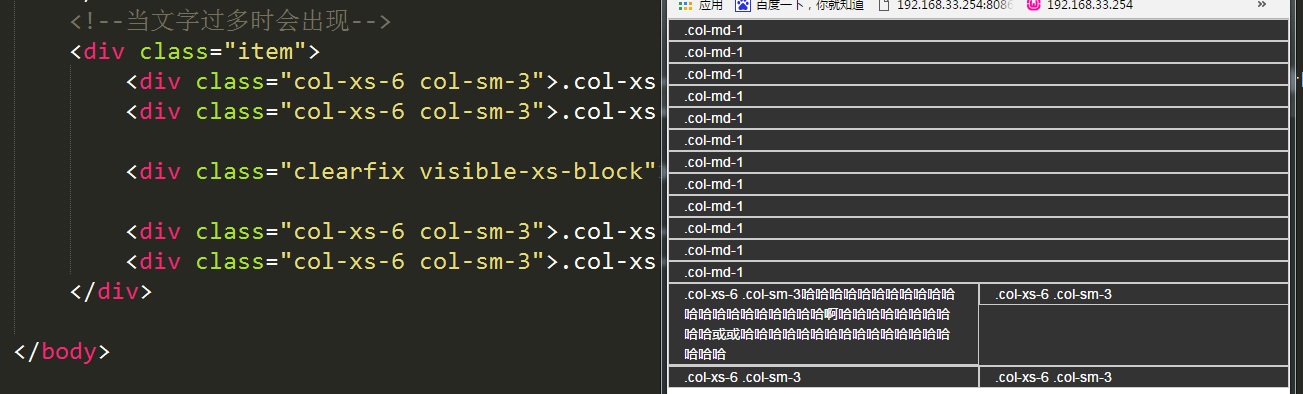 <!--当文字过多时会出现-->
<div class="item">
<div class="col-xs-6 col-sm-3">.col-xs
<div class="col-xs-6 col-sm-3">.col-xs
<div class="clearfix visible-xs-block"
<div class="col-xs-6 col-sm-3">.col-xs
<div class="col-xs-6 col-sm-3">.col-xs
</div>
</body>
应用 百度一下，你就知道 192.168.33.254:8086 192.168.33.254 »
.col-md-1
.col-md-1
.col-md-1
.col-md-1
.col-md-1
.col-md-1
.col-md-1
.col-md-1
.col-md-1
.col-md-1
.col-md-1
.col-md-1
.col-xs-6 .col-sm-3哈哈哈哈哈哈哈哈哈哈哈
哈哈哈哈哈哈哈哈哈哈啊哈哈哈哈哈哈哈哈
哈哈或或哈哈哈哈哈哈哈哈哈哈哈哈哈哈哈
哈哈哈
.col-xs-6 .col-sm-3
.col-xs-6 .col-sm-3
.col-xs-6 .col-sm-3